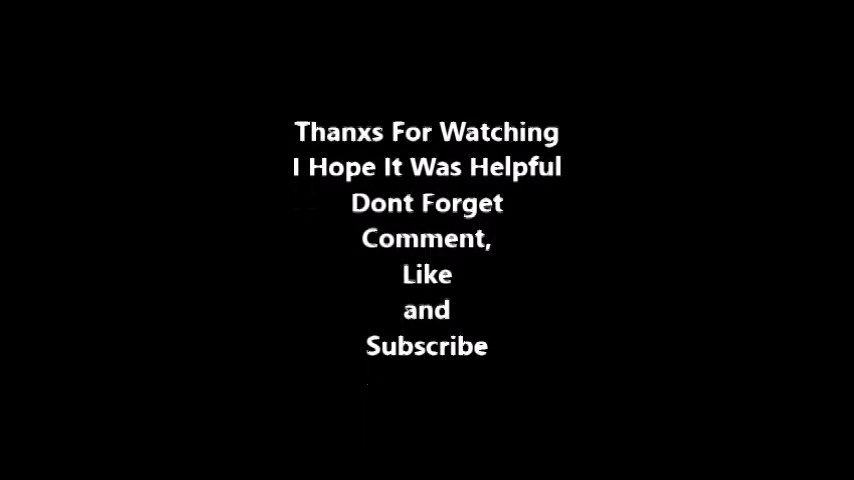 Thanxs For Watching
I Hope It Was Helpful
Dont Forget
Comment,
Like
and
Subscribe